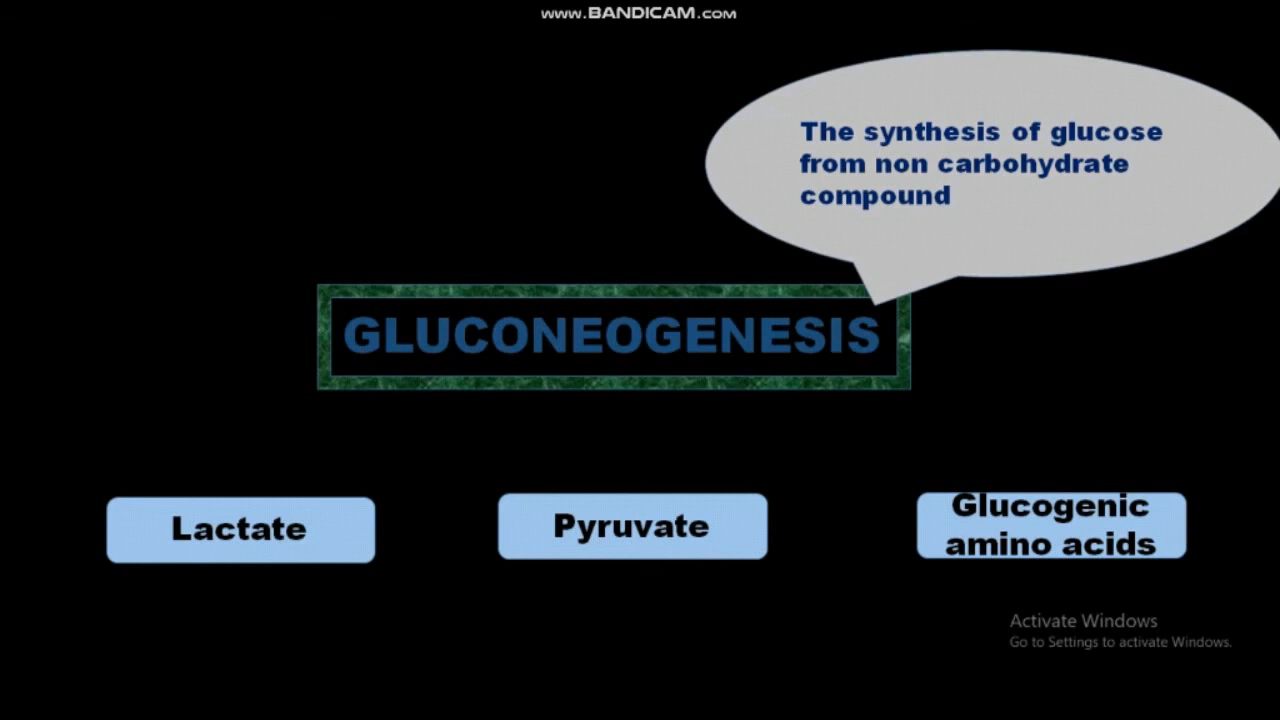 www.BANDICAM.com
The synthesis of glucose
from non carbohydrate
compound
GLUCONEOGENESIS
Lactate
Pyruvate
Glucogenic
amino acids
Activate Windows
Go to Settings to activate Windows.